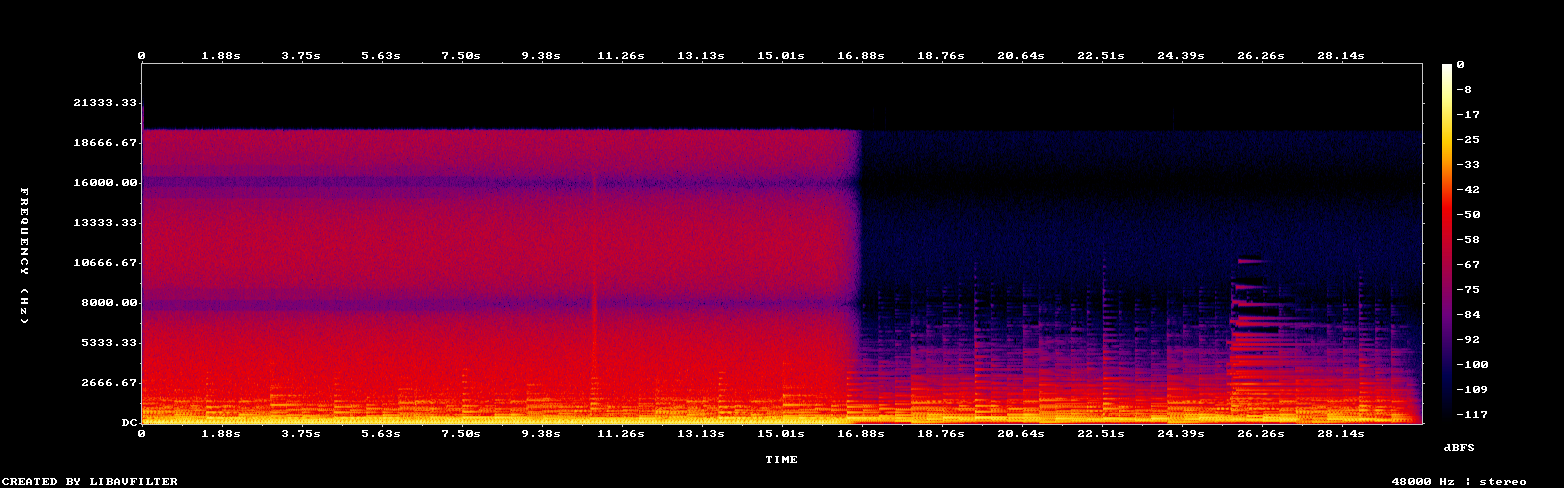 0 1.88s 3.75s 5.63s 7.50s 9.38s 11.26s 13.13s 15.01s 16.88s 18.76s 20.64s 22.51s 24.39s 26.26s 28.14s
21333.33
18666.67
16000.00
13333.33
10666.67
8000.00
5333.33
2666.67
DC
FREQUENCY (Hz)
0
-8
-17
-25
-33
-42
-50
-58
-67
-75
-84
-92
-100
-109
-117
dBFS
0 1.88s 3.75s 5.63s 7.50s 9.38s 11.26s 13.13s 15.01s 16.88s 18.76s 20.64s 22.51s 24.39s 26.26s 28.14s
TIME
CREATED BY LIBAVFILTER
48000 Hz | stereo